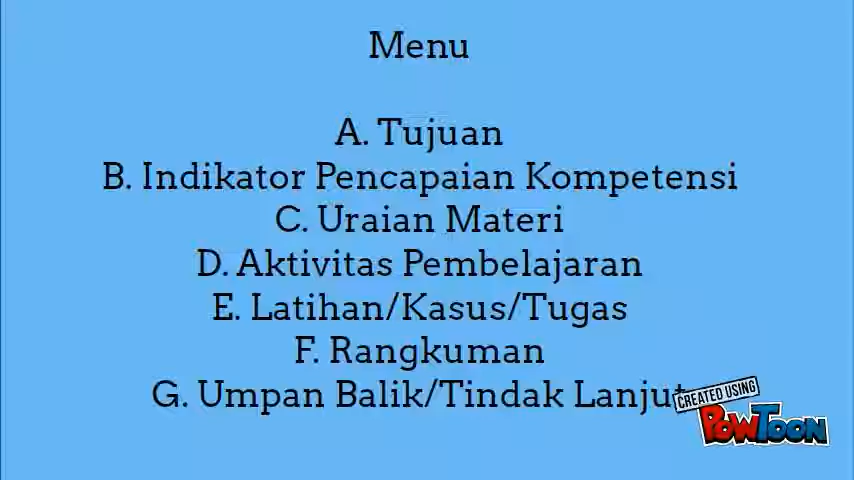 Menu
A. Tujuan
B. Indikator Pencapaian Kompetensi
C. Uraian Materi
D. Aktivitas Pembelajaran
E. Latihan/Kasus/Tugas
F. Rangkuman
G. Umpan Balik/Tindak Lanjut
CREATED USING
POWTOON